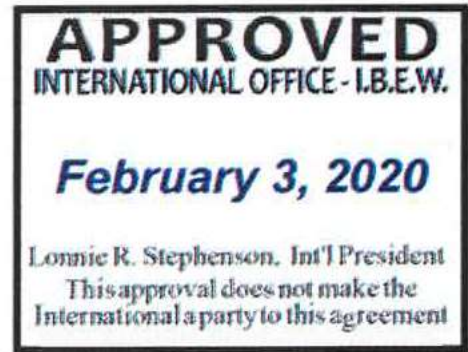 APPROVED
INTERNATIONAL OFFICE - I.B.E.W.
February 3, 2020
Lonnie R. Stephenson, Int'l President
This approval does not make the
International a party to this agreement